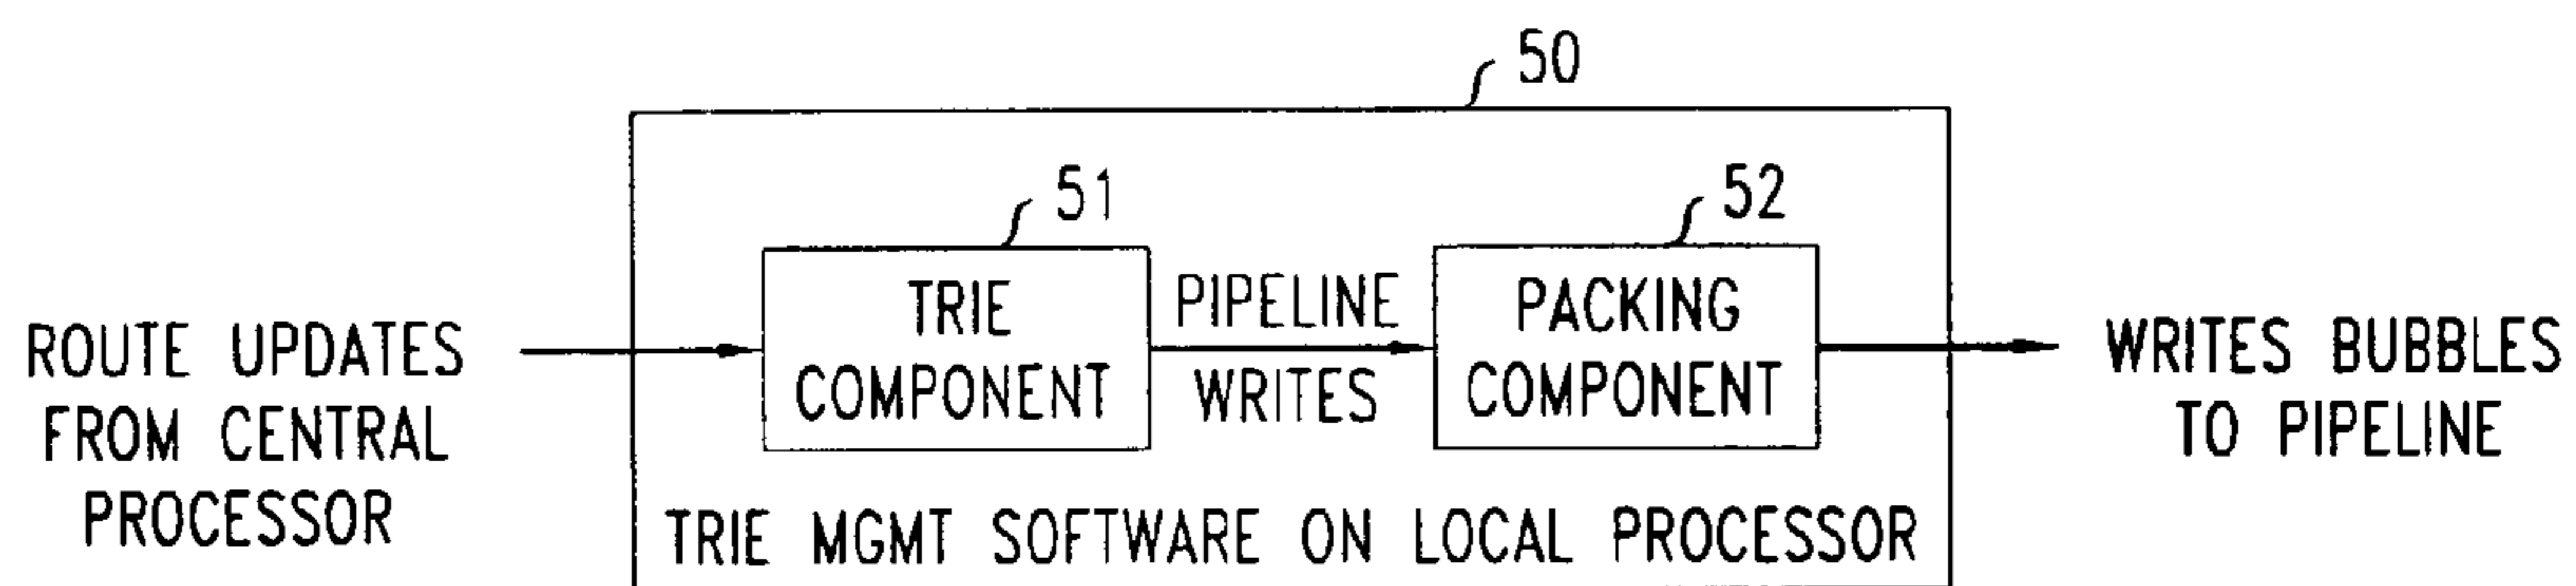 50
51
52
ROUTE UPDATES
FROM CENTRAL
PROCESSOR
TRIE
COMPONENT
PIPELINE
WRITES
PACKING
COMPONENT
WRITES BUBBLES
TO PIPELINE
TRIE MGMT SOFTWARE ON LOCAL PROCESSOR